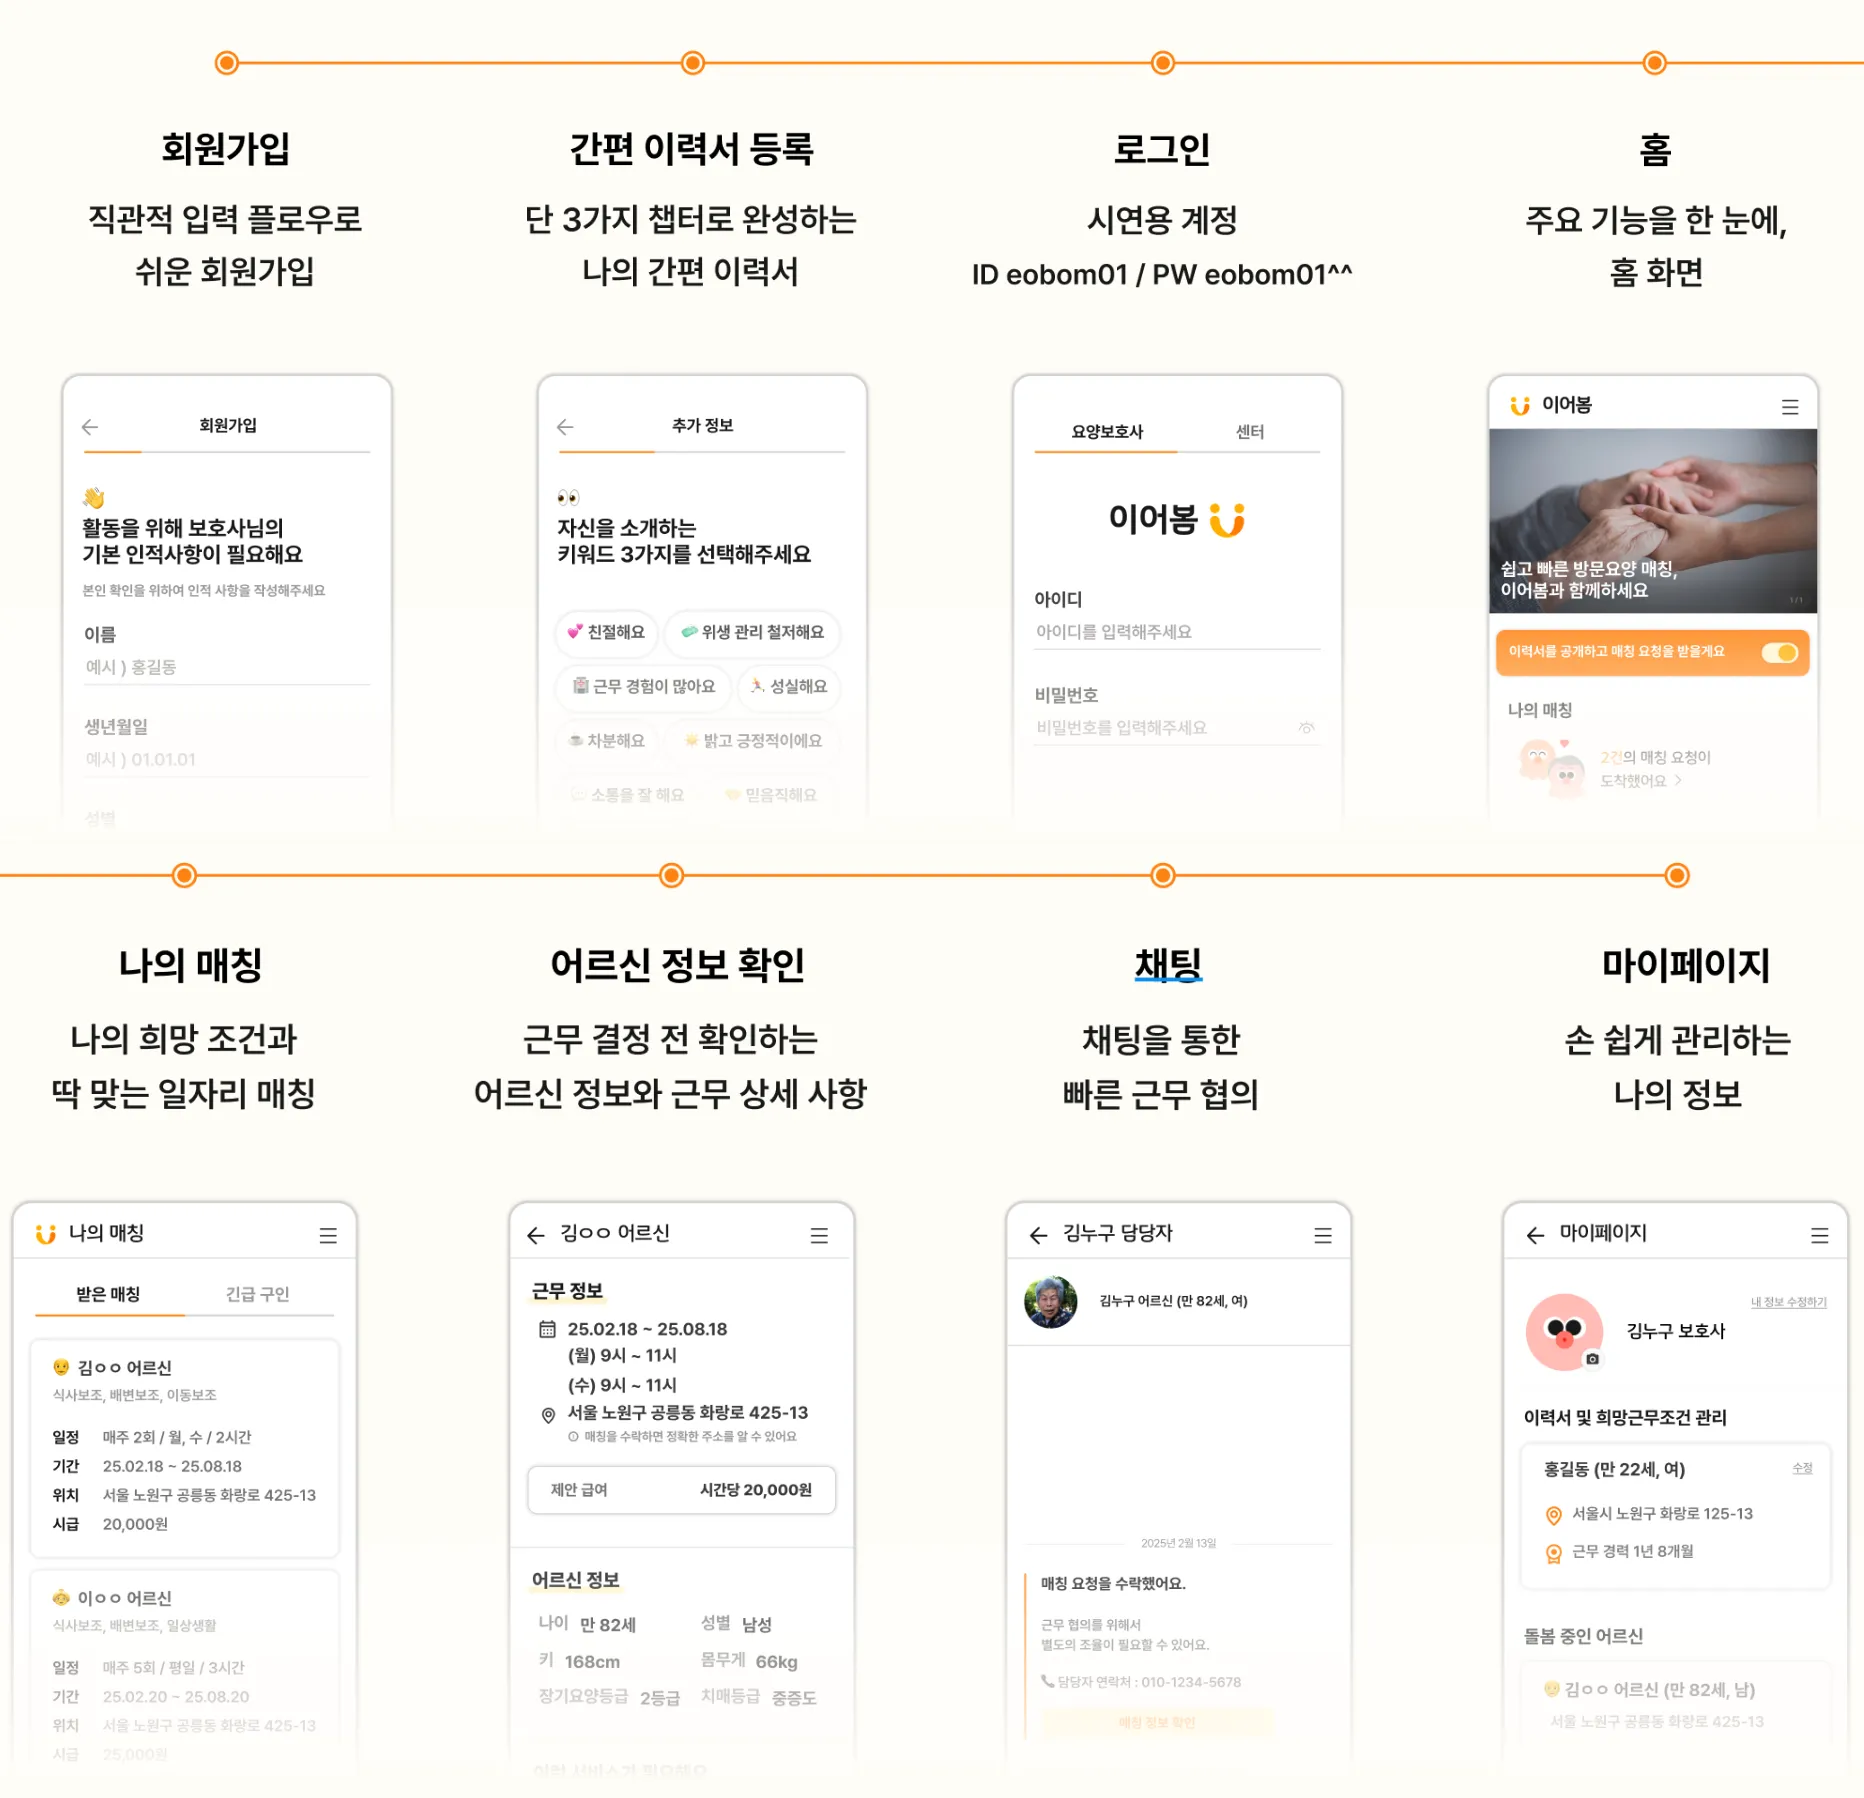 회원가입
직관적 입력 플로우로
쉬운 회원가입
간편 이력서 등록
단 3가지 챕터로 완성하는
나의 간편 이력서
로그인
시연용 계정
ID eobom01 / PW eobom01^^
홈
주요 기능을 한 눈에,
홈 화면
회원가입
활동을 위해 보호사님의
기본 인적사항이 필요해요
본인 확인을 위하여 인적 사항을 작성해주세요
이름
예시 ) 홍길동
생년월일
예시 ) 01.01.01
성별
추가 정보
자신을 소개하는
키워드 3가지를 선택해주세요
친절해요
위생 관리 철저해요
근무 경험이 많아요
성실해요
차분해요
밝고 긍정적이에요
소통을 잘 해요
믿음직해요
요양보호사
센터
이어봄
아이디
아이디를 입력해주세요
비밀번호
비밀번호를 입력해주세요
이어봄
쉽고 빠른 방문요양 매칭,
이어봄과 함께하세요
1/1
이력서를 공개하고 매칭 요청을 받을게요
나의 매칭
2건의 매칭 요청이
도착했어요 >
나의 매칭
나의 희망 조건과
딱 맞는 일자리 매칭
어르신 정보 확인
근무 결정 전 확인하는
어르신 정보와 근무 상세 사항
채팅
채팅을 통한
빠른 근무 협의
마이페이지
손 쉽게 관리하는
나의 정보
나의 매칭
받은 매칭
긴급 구인
김ㅇㅇ 어르신
식사보조, 배변보조, 이동보조
일정 매주 2회 / 월, 수 / 2시간
기간 25.02.18 ~ 25.08.18
위치 서울 노원구 공릉동 화랑로 425-13
시급 20,000원
이ㅇㅇ 어르신
식사보조, 배변보조, 일상생활
일정 매주 5회 / 평일 / 3시간
기간 25.02.20 ~ 25.08.20
위치 서울 노원구 공릉동 화랑로 425-13
시급 25,000원
김ㅇㅇ 어르신
근무 정보
25.02.18 ~ 25.08.18
(월) 9시 ~ 11시
(수) 9시 ~ 11시
서울 노원구 공릉동 화랑로 425-13
매칭을 수락하면 정확한 주소를 알 수 있어요
제안 급여 시간당 20,000원
어르신 정보
나이 만 82세 성별 남성
키 168cm 몸무게 66kg
장기요양등급 2등급 치매등급 중증도
이런 서비스가 필요해요
김누구 담당자
김누구 어르신 (만 82세, 여)
2025년 2월 13일
매칭 요청을 수락했어요.
근무 협의를 위해서
별도의 조율이 필요할 수 있어요.
담당자 연락처 : 010-1234-5678
매칭 정보 확인
마이페이지
내 정보 수정하기
김누구 보호사
이력서 및 희망근무조건 관리
홍길동 (만 22세, 여)
수정
서울시 노원구 화랑로 125-13
근무 경력 1년 8개월
돌봄 중인 어르신
김ㅇㅇ 어르신 (만 82세, 남)
서울 노원구 공릉동 화랑로 425-13